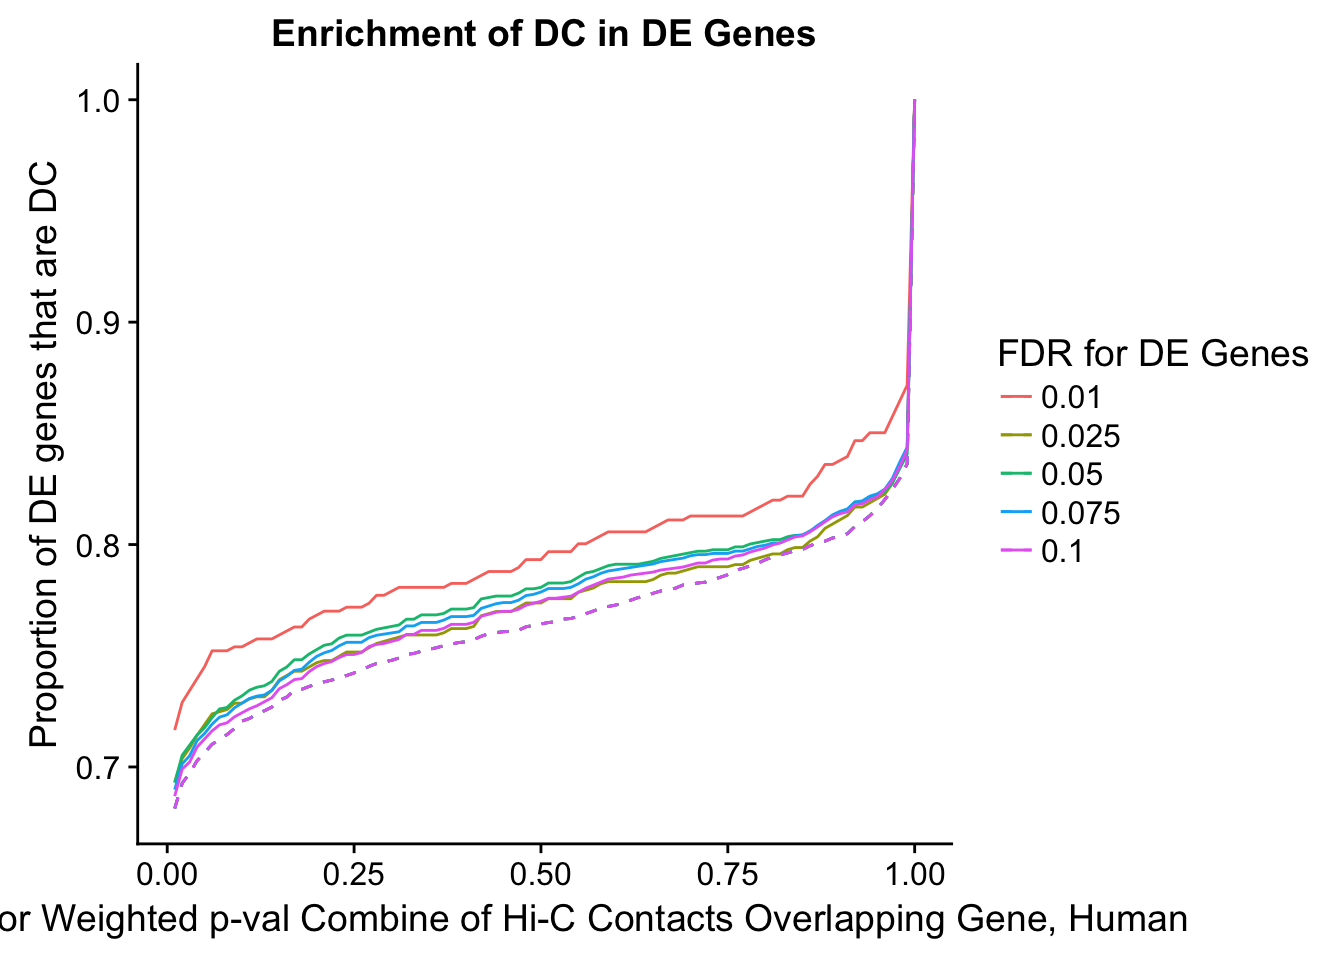 Enrichment of DC in DE Genes
Proportion of DE genes that are DC
1.0
0.9
0.8
0.7
0.00 0.25 0.50 0.75 1.00
or Weighted p-val Combine of Hi-C Contacts Overlapping Gene, Human
FDR for DE Genes
0.01
0.025
0.05
0.075
0.1